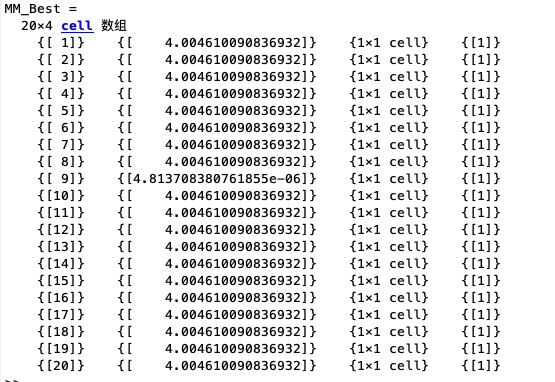 MM_Best =
20×4 cell 数组
{[ 1]} {[ 4.004610090836932]} {1×1 cell} {[1]}
{[ 2]} {[ 4.004610090836932]} {1×1 cell} {[1]}
{[ 3]} {[ 4.004610090836932]} {1×1 cell} {[1]}
{[ 4]} {[ 4.004610090836932]} {1×1 cell} {[1]}
{[ 5]} {[ 4.004610090836932]} {1×1 cell} {[1]}
{[ 6]} {[ 4.004610090836932]} {1×1 cell} {[1]}
{[ 7]} {[ 4.004610090836932]} {1×1 cell} {[1]}
{[ 8]} {[ 4.004610090836932]} {1×1 cell} {[1]}
{[ 9]} {[4.813708380761855e-06]} {1×1 cell} {[1]}
{[10]} {[ 4.004610090836932]} {1×1 cell} {[1]}
{[11]} {[ 4.004610090836932]} {1×1 cell} {[1]}
{[12]} {[ 4.004610090836932]} {1×1 cell} {[1]}
{[13]} {[ 4.004610090836932]} {1×1 cell} {[1]}
{[14]} {[ 4.004610090836932]} {1×1 cell} {[1]}
{[15]} {[ 4.004610090836932]} {1×1 cell} {[1]}
{[16]} {[ 4.004610090836932]} {1×1 cell} {[1]}
{[17]} {[ 4.004610090836932]} {1×1 cell} {[1]}
{[18]} {[ 4.004610090836932]} {1×1 cell} {[1]}
{[19]} {[ 4.004610090836932]} {1×1 cell} {[1]}
{[20]} {[ 4.004610090836932]} {1×1 cell} {[1]}
>>